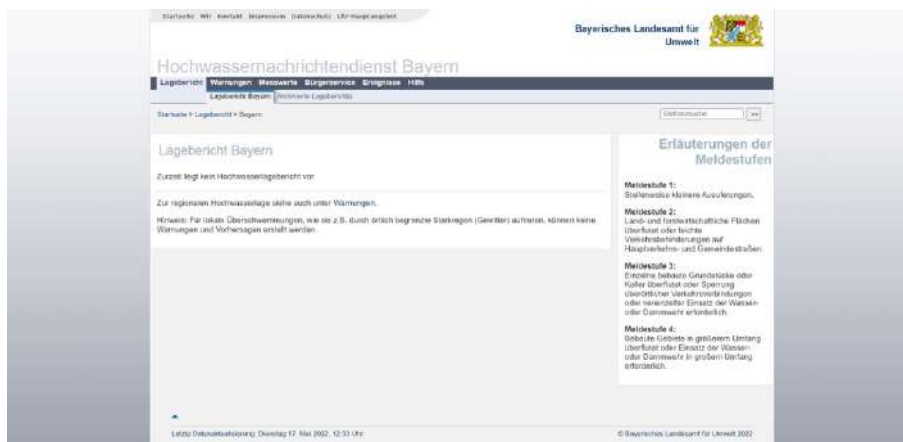 Startseite Wir Kontakt Impressum Datenschutz LfU-Hauptangebot
Bayerisches Landesamt für
Umwelt
Hochwassernachrichtendienst Bayern
Lagebericht Warnungen Messwerte Bürgerservice Ereignisse Hilfe
Lagebericht Bayern Archivierte Lageberichte
Startseite > Lagebericht > Bayern
>>
Lagebericht Bayern
Zurzeit liegt kein Hochwasserlagebericht vor.
Zur regionalen Hochwasserlage siehe auch unter Warnungen.
Hinweis: Für lokale Überschwemmungen, wie sie z.B. durch örtlich begrenzte Starkregen (Gewitter) auftreten, können keine
Warnungen und Vorhersagen erstellt werden.
Erläuterungen der
Meldestufen
Meldestufe 1:
Stellenweise kleinere Ausuferungen.
Meldestufe 2:
Land- und forstwirtschaftliche Flächen
überflutet oder leichte
Verkehrsbehinderungen auf
Hauptverkehrs- und Gemeindestraßen.
Meldestufe 3:
Einzelne bebaute Grundstücke oder
Keller überflutet oder Sperrung
überörtlicher Verkehrsverbindungen
oder vereinzelter Einsatz der Wasser-
oder Dammwehr erforderlich.
Meldestufe 4:
Bebaute Gebiete in größerem Umfang
überflutet oder Einsatz der Wasser-
oder Dammwehr in großem Umfang
erforderlich.
Letzte Datenaktualisierung: Dienstag 17. Mai 2022, 12:33 Uhr
© Bayerisches Landesamt für Umwelt 2022